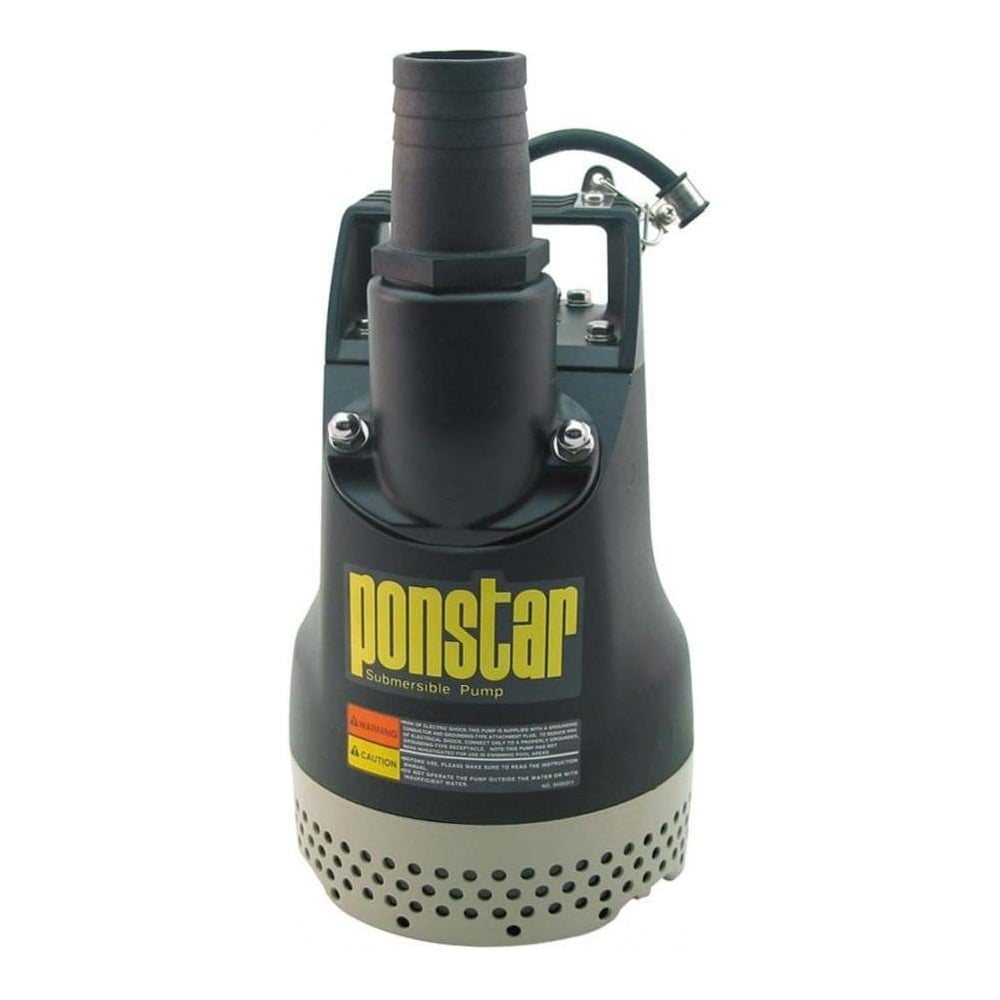 ponstar
Submersible Pump
WARNING
•RISK OF ELECTRIC SHOCK. THIS PUMP IS SUPPLIED WITH A GROUNDING
CONDUCTOR AND GROUNDING-TYPE ATTACHMENT PLUG. TO REDUCE RISK
OF ELECTRICAL SHOCK, CONNECT ONLY TO A PROPERLY GROUNDED
GROUNDING-TYPE RECEPTACLE. NOTE:THIS PUMP HAS NOT
BEEN INVESTIGATED FOR USE IN SWIMMING POOL AREAS.
CAUTION
•BEFORE USE, PLEASE MAKE SURE TO READ THE INSTRUCTION
MANUAL.
•DO NOT OPERATE THE PUMP OUTSIDE THE WATER OR WITH
INSUFFICIENT WATER.
NO.